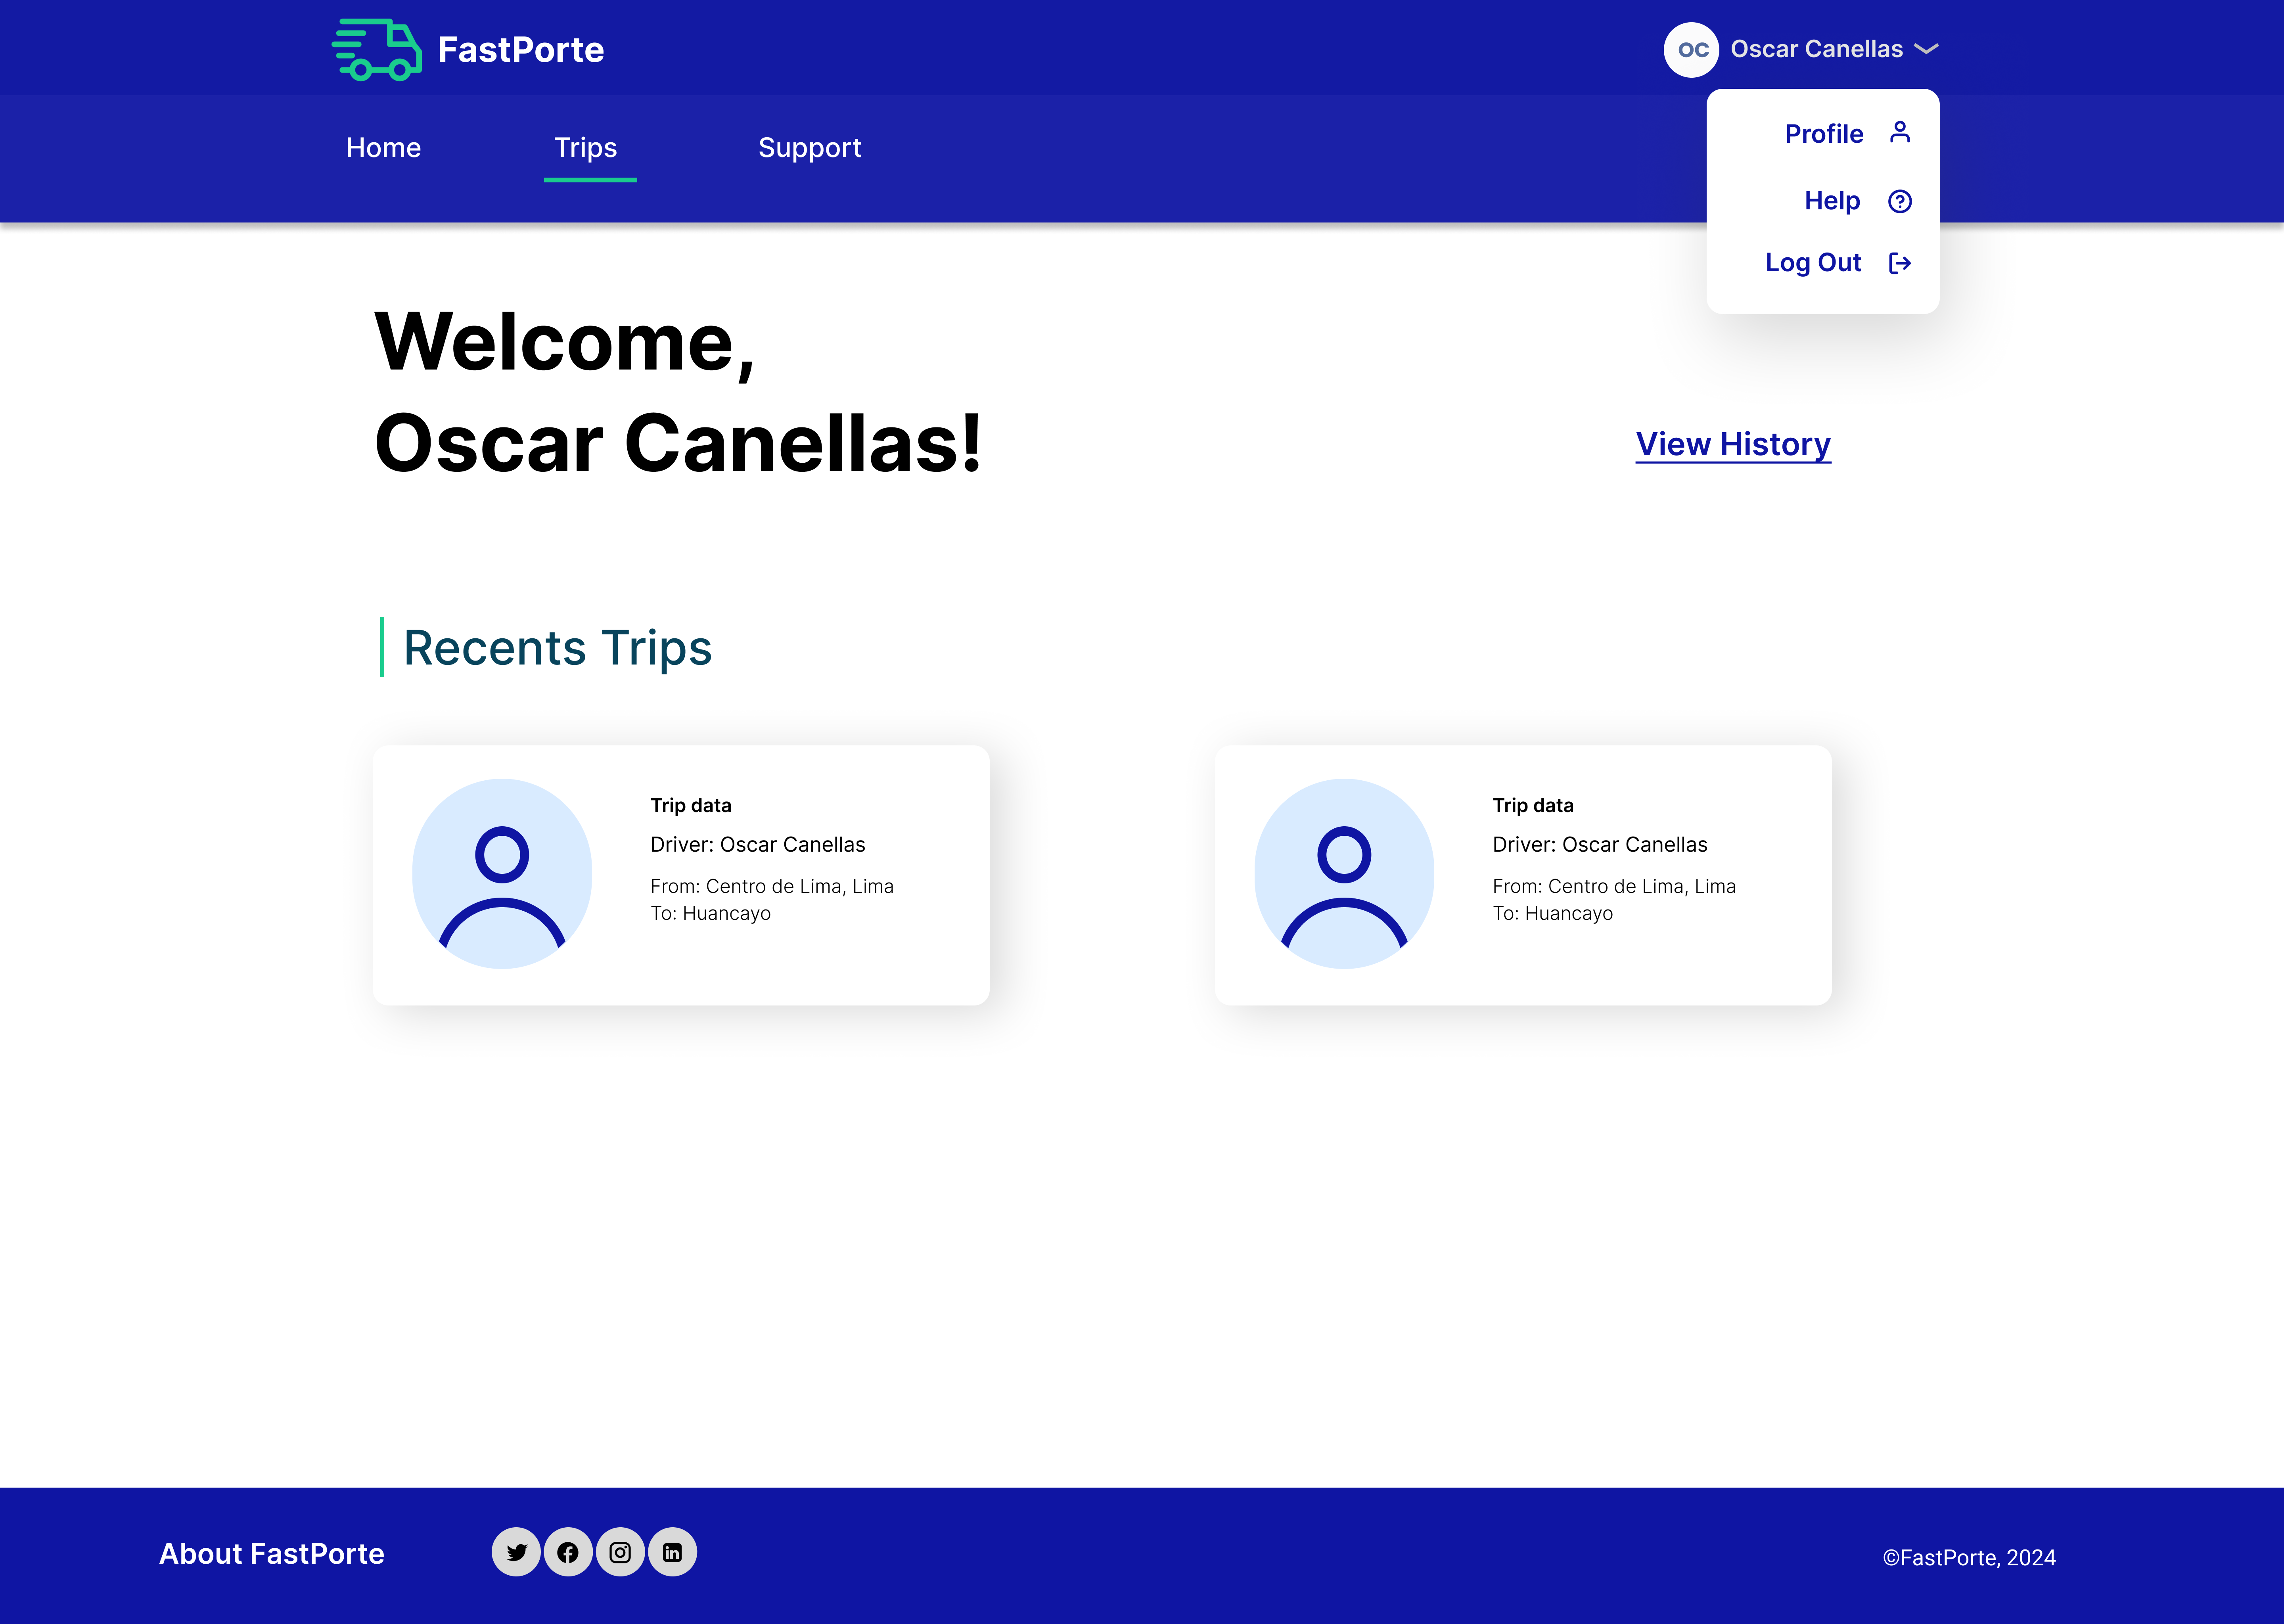 FastPorte
OC Oscar Canellas
Home Trips Support
Profile
Help
Log Out
Welcome,
Oscar Canellas!
View History
Recents Trips
Trip data
Driver: Oscar Canellas
From: Centro de Lima, Lima
To: Huancayo
Trip data
Driver: Oscar Canellas
From: Centro de Lima, Lima
To: Huancayo
About FastPorte
©FastPorte, 2024